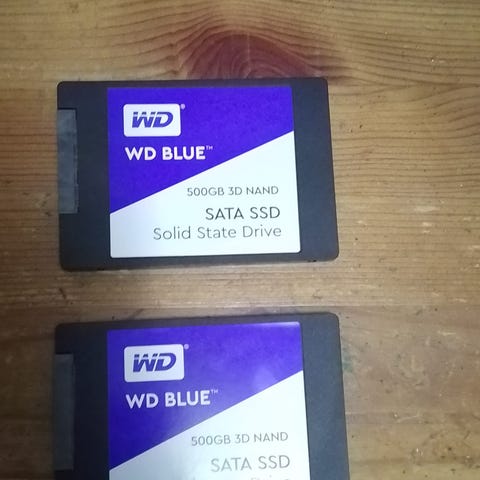 WD®
WD BLUE™
500GB 3D NAND
SATA SSD
Solid State Drive
WD®
WD BLUE™
500GB 3D NAND
SATA SSD